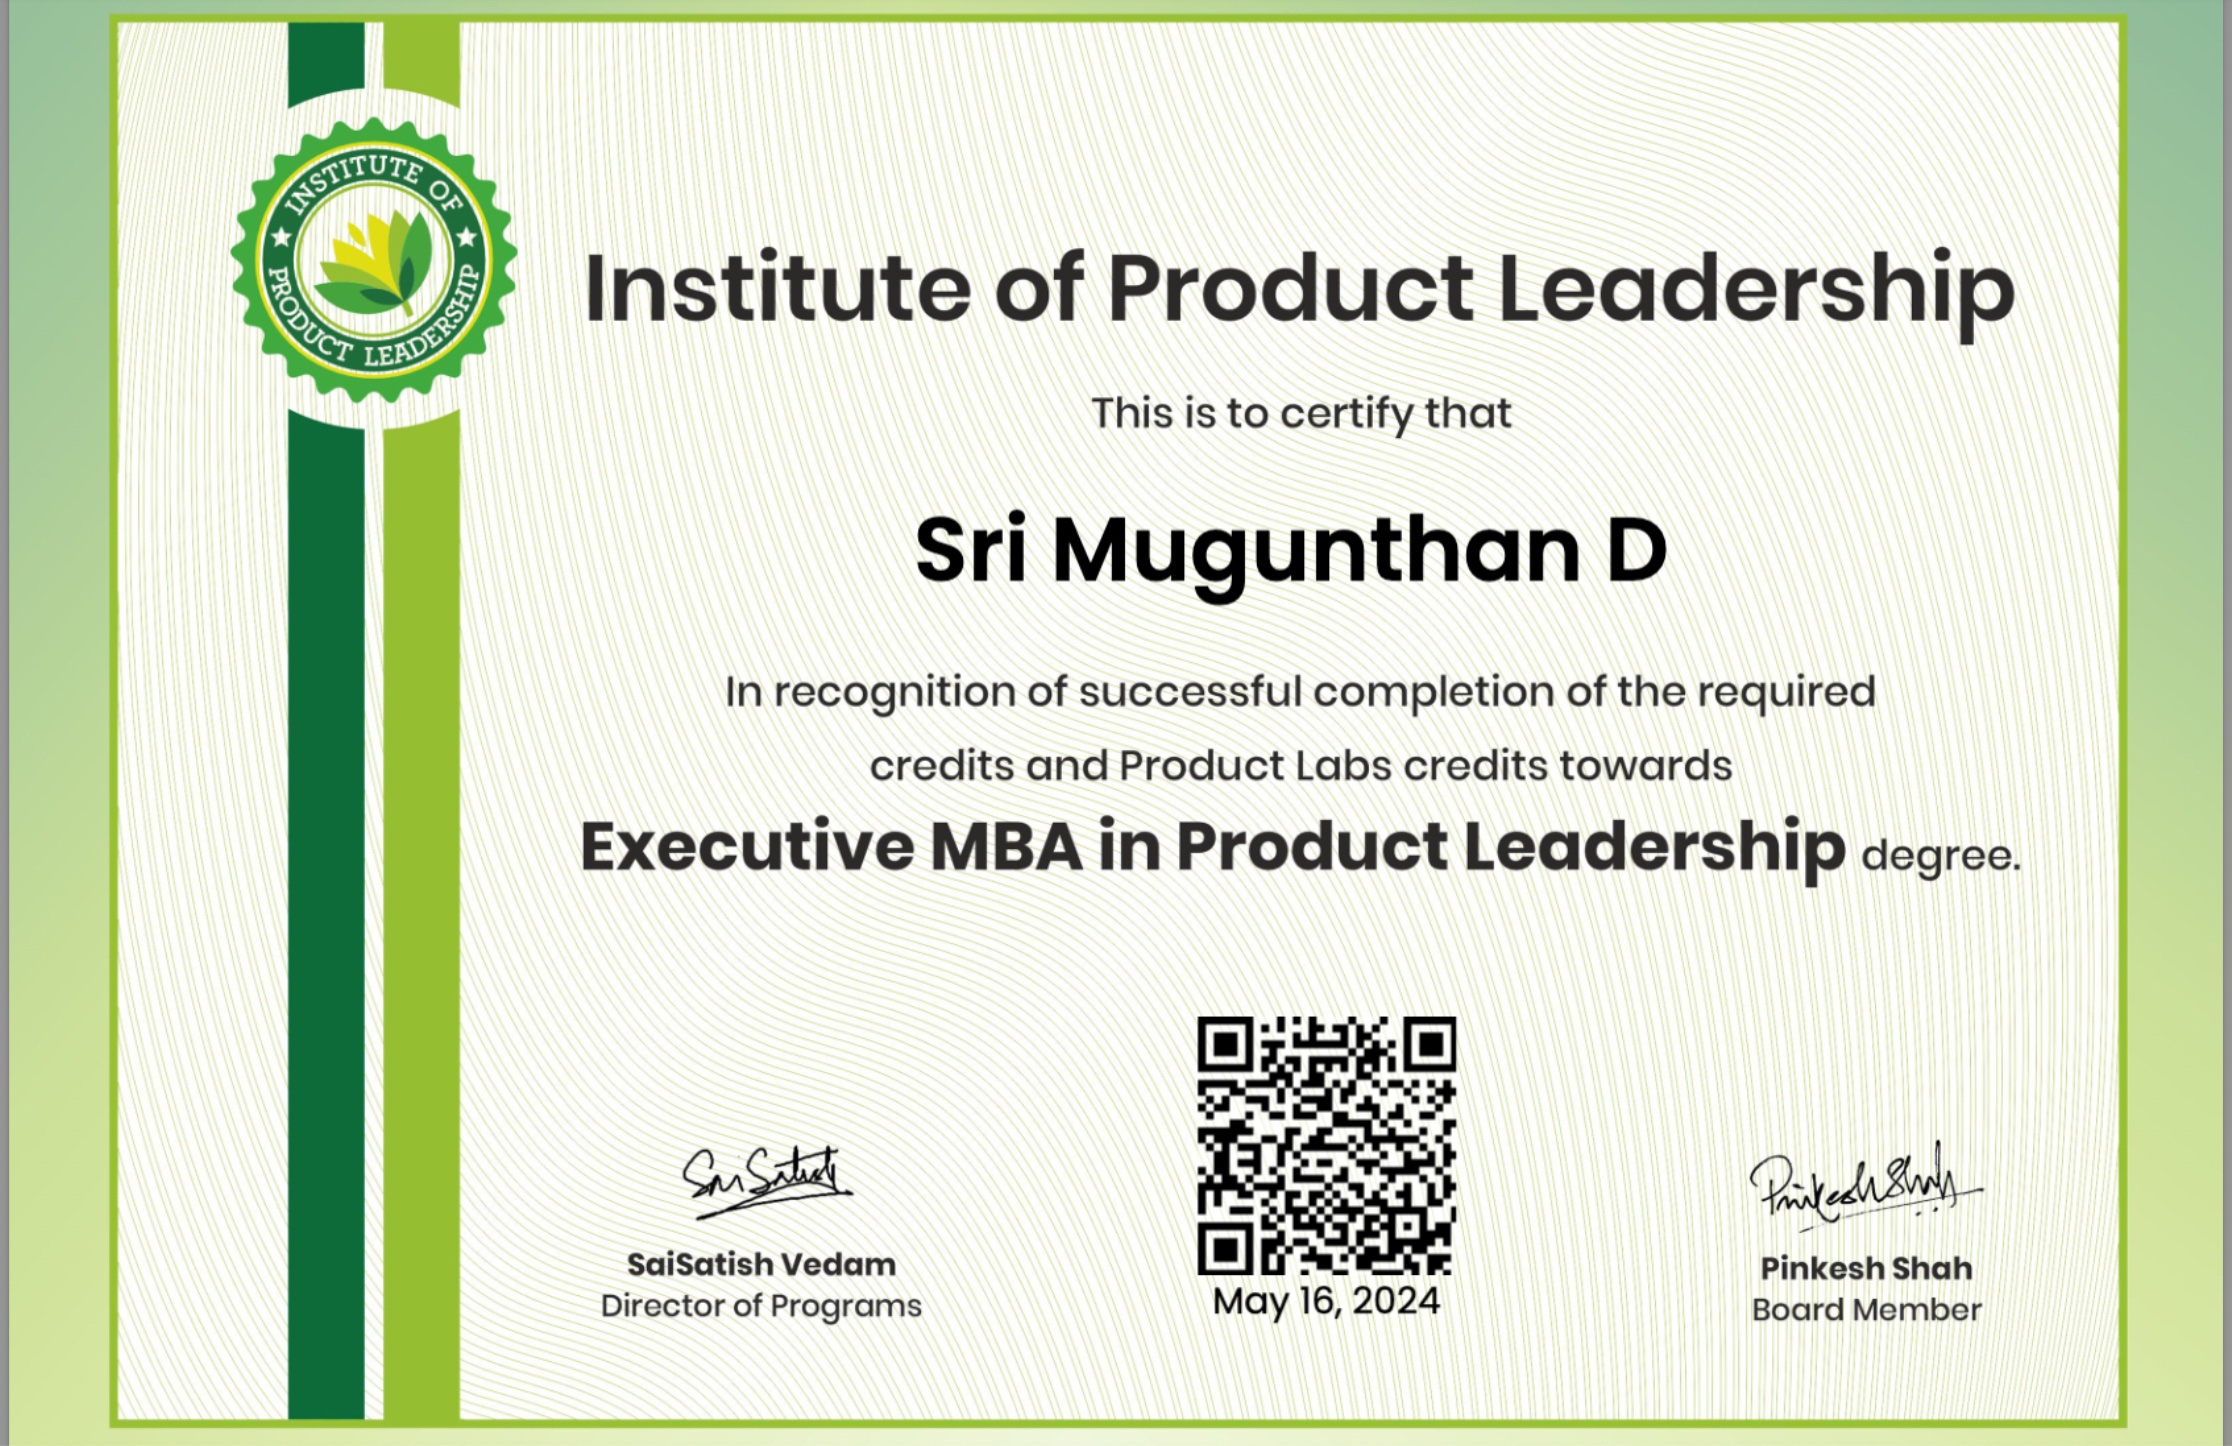 INSTITUTE OF
PRODUCT LEADERSHIP
Institute of Product Leadership
This is to certify that
Sri Mugunthan D
In recognition of successful completion of the required
credits and Product Labs credits towards
Executive MBA in Product Leadership degree.
Sai Satish
Pinkesh Shah
SaiSatish Vedam
Director of Programs
May 16, 2024
Pinkesh Shah
Board Member